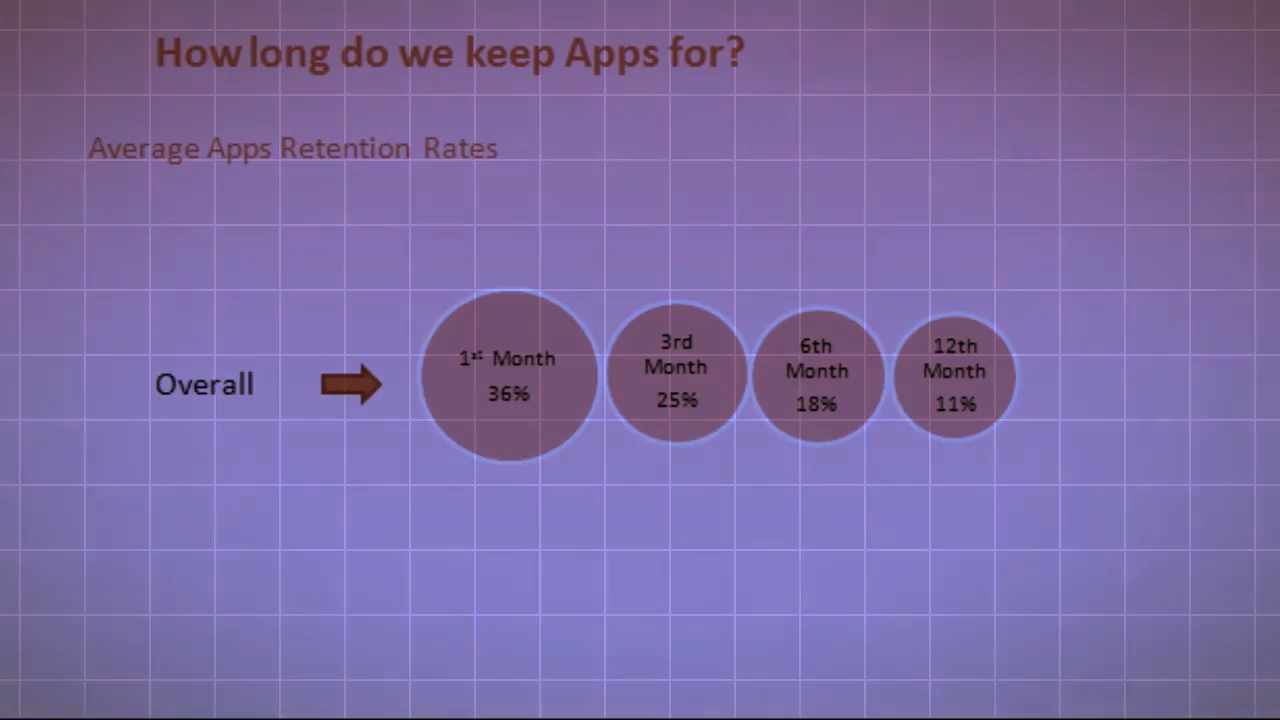 How long do we keep Apps for?
Average Apps Retention Rates
Overall
1st Month
36%
3rd
Month
25%
6th
Month
18%
12th
Month
11%